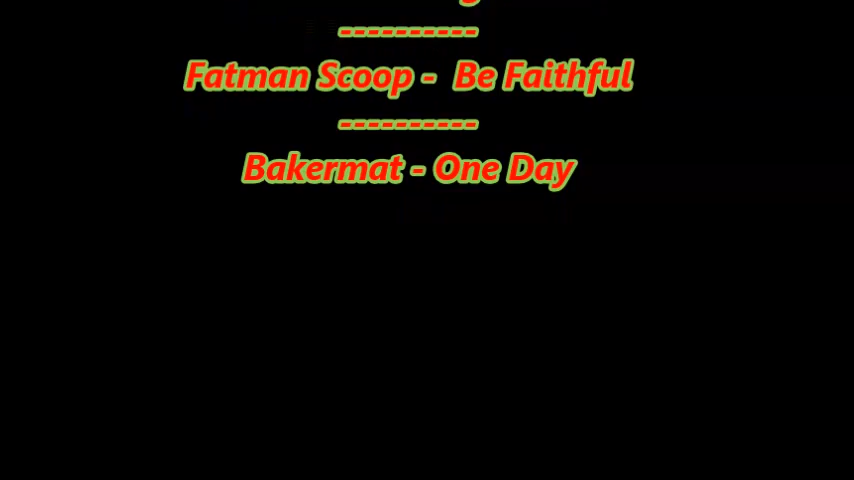 ----------
Fatman Scoop -  Be Faithful
----------
Bakermat - One Day